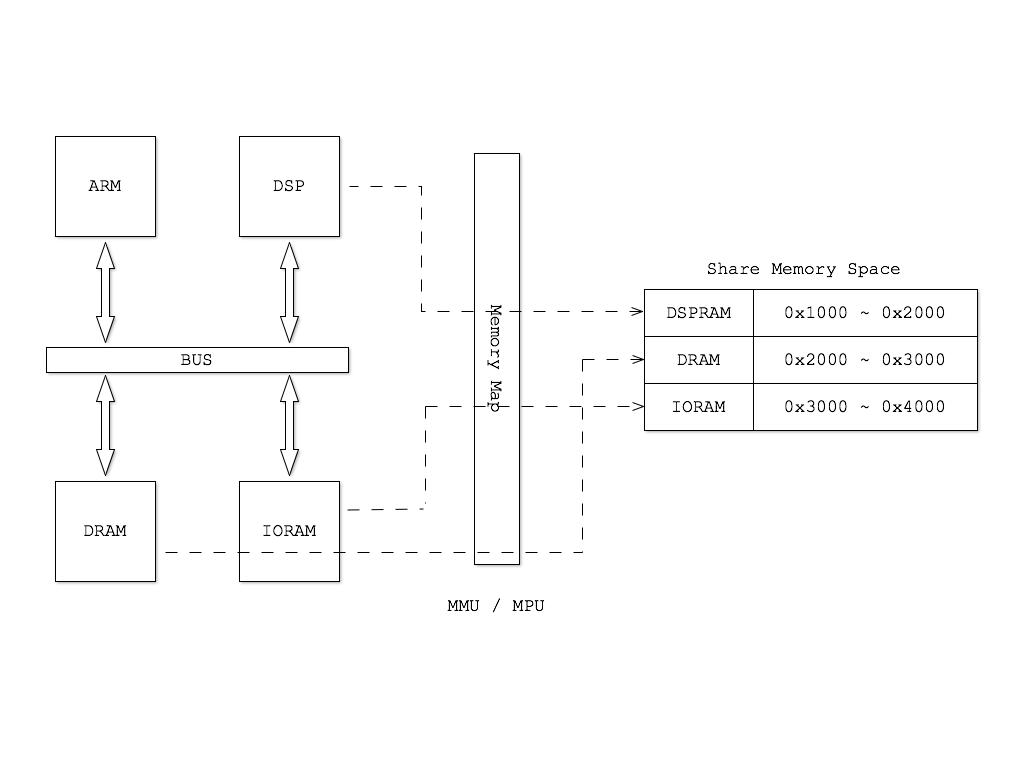 ARM
DSP
BUS
DRAM
IORAM
Memory Map
MMU / MPU
Share Memory Space
DSPRAM 0x1000 ~ 0x2000
DRAM 0x2000 ~ 0x3000
IORAM 0x3000 ~ 0x4000